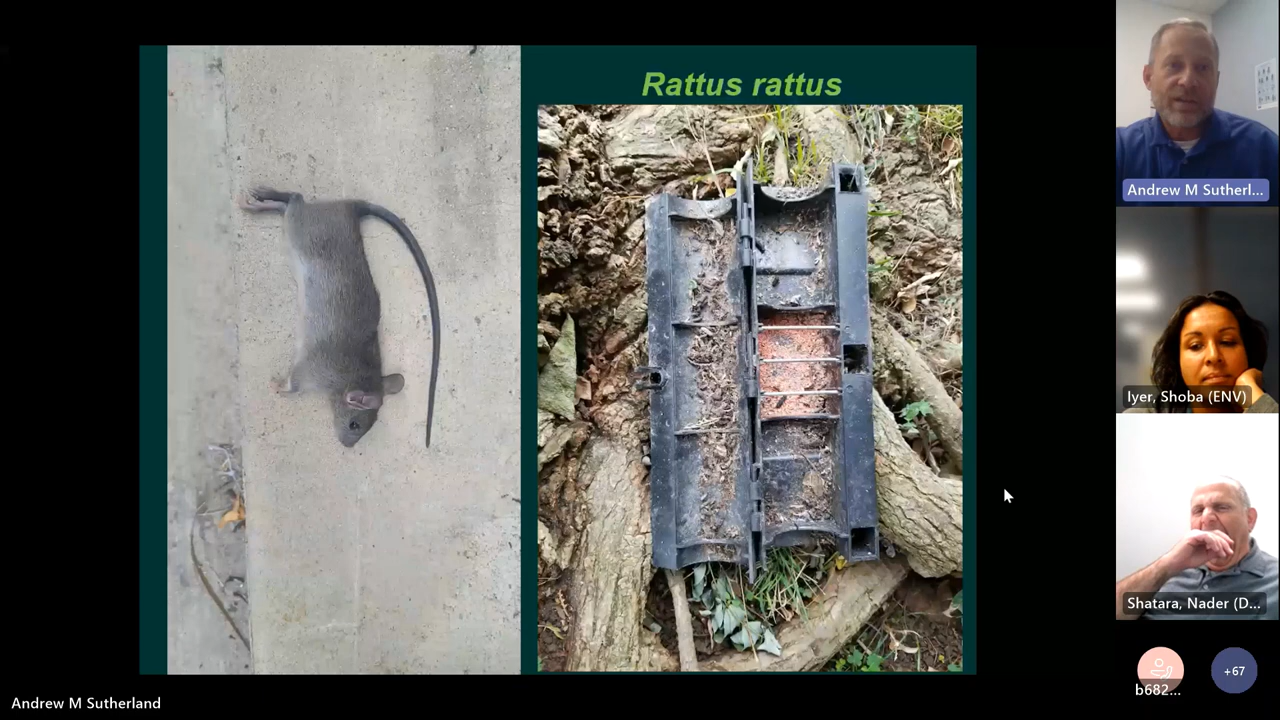 Rattus rattus
Andrew M Sutherl...
Iyer, Shoba (ENV)
Shatara, Nader (D...
b682...
+67
Andrew M Sutherland